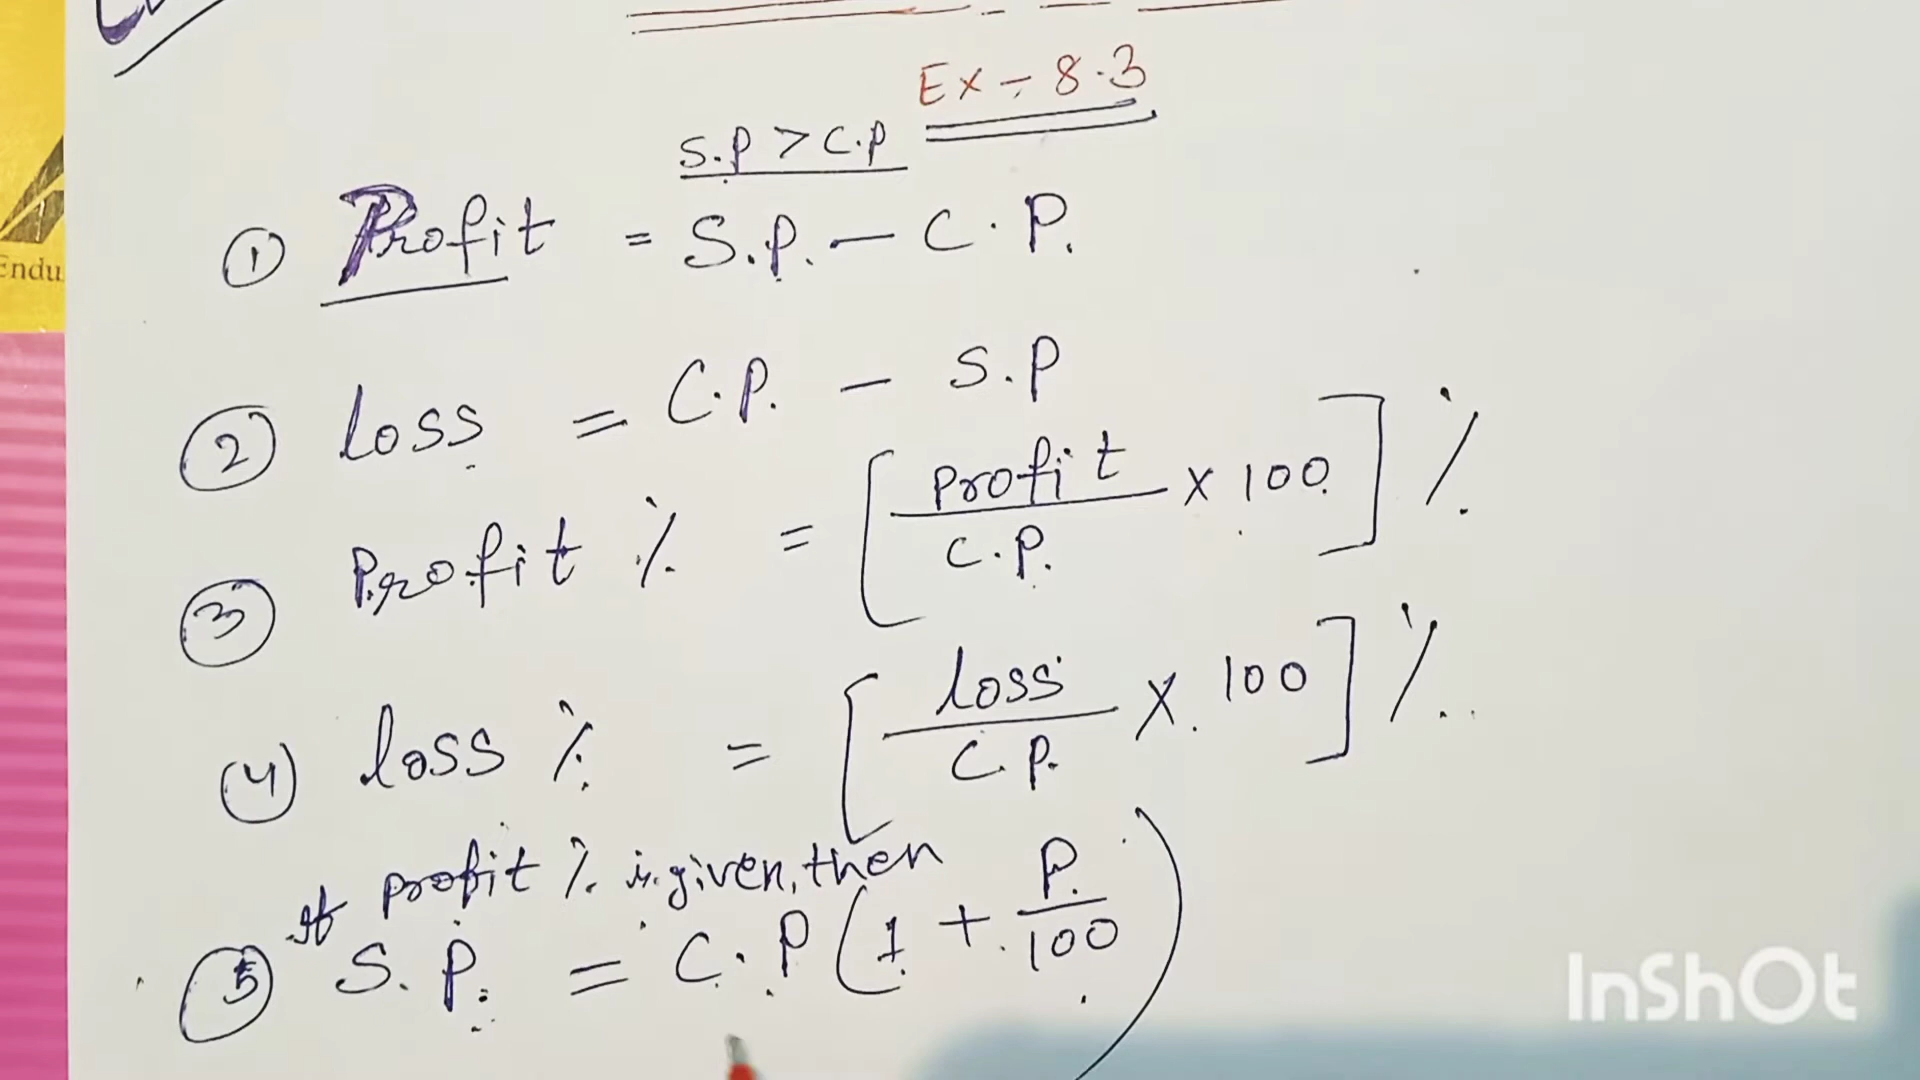 Ex - 8.3
S.P > C.P
① Profit = S.P. - C.P.
② loss = C.P. - S.P
③ Profit % = [Profit/C.P. × 100] %
(4) loss % = [loss/C.P. × 100] %
If profit % is given, then
⑤ S.P. = C.P (1 + P/100)
Endu
InShOt